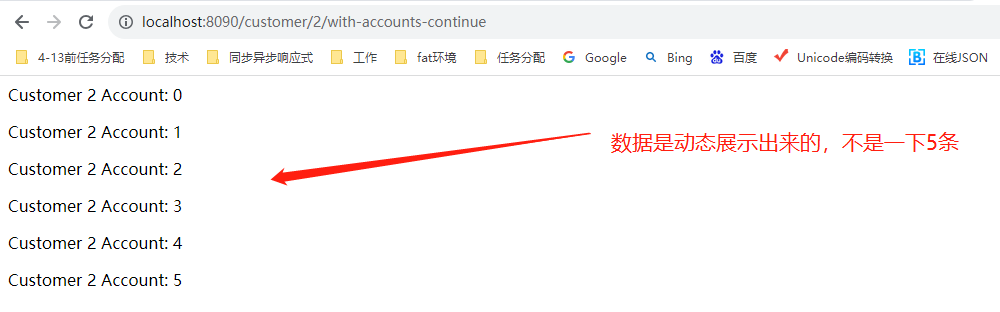 localhost:8090/customer/2/with-accounts-continue
4-13前任务分配 技术 同步异步响应式 工作 fat环境 任务分配 Google Bing 百度 Unicode编码转换 在线JSON
Customer 2 Account: 0
Customer 2 Account: 1
数据是动态展示出来的，不是一下5条
Customer 2 Account: 2
Customer 2 Account: 3
Customer 2 Account: 4
Customer 2 Account: 5